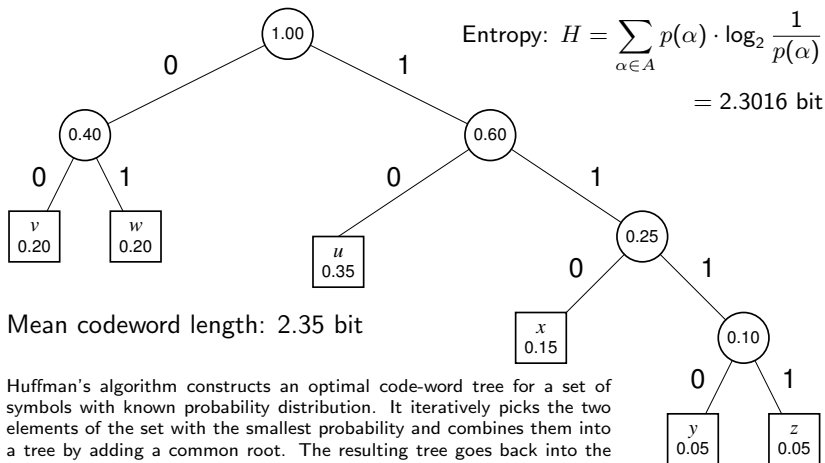 1.00
Entropy: H = ∑ α∈A p(α) · log₂ 1/p(α)
= 2.3016 bit
0 1
0.40 0.60
0 1 0 1
v w
0.20 0.20
u
0.35
0.25
0 1
Mean codeword length: 2.35 bit
x
0.15
0.10
0 1
Huffman's algorithm constructs an optimal code-word tree for a set of
symbols with known probability distribution. It iteratively picks the two
elements of the set with the smallest probability and combines them into
a tree by adding a common root. The resulting tree goes back into the
y z
0.05 0.05